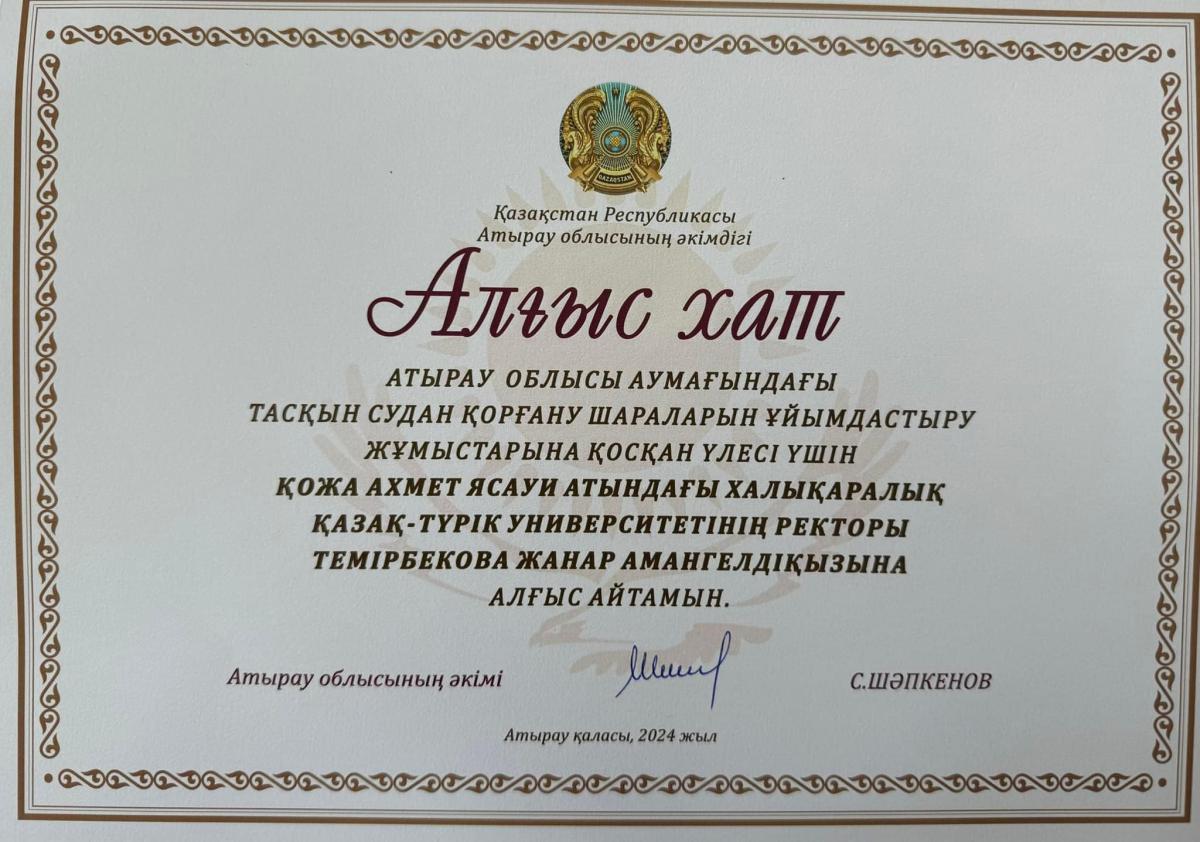 QAZAQSTAN
Қазақстан Республикасы
Атырау облысының әкімдігі
Алғыс хат
АТЫРАУ ОБЛЫСЫ АУМАҒЫНДАҒЫ
ТАСҚЫН СУДАН ҚОРҒАНУ ШАРАЛАРЫН ҰЙЫМДАСТЫРУ
ЖҰМЫСТАРЫНА ҚОСҚАН ҮЛЕСІ ҮШІН
ҚОЖА АХМЕТ ЯСАУИ АТЫНДАҒЫ ХАЛЫҚАРАЛЫҚ
ҚАЗАҚ-ТҮРІК УНИВЕРСИТЕТІНІҢ РЕКТОРЫ
ТЕМІРБЕКОВА ЖАНАР АМАНГЕЛДІҚЫЗЫНА
АЛҒЫС АЙТАМЫН.
Атырау облысының әкімі С.ШӘПКЕНОВ
Атырау қаласы, 2024 жыл